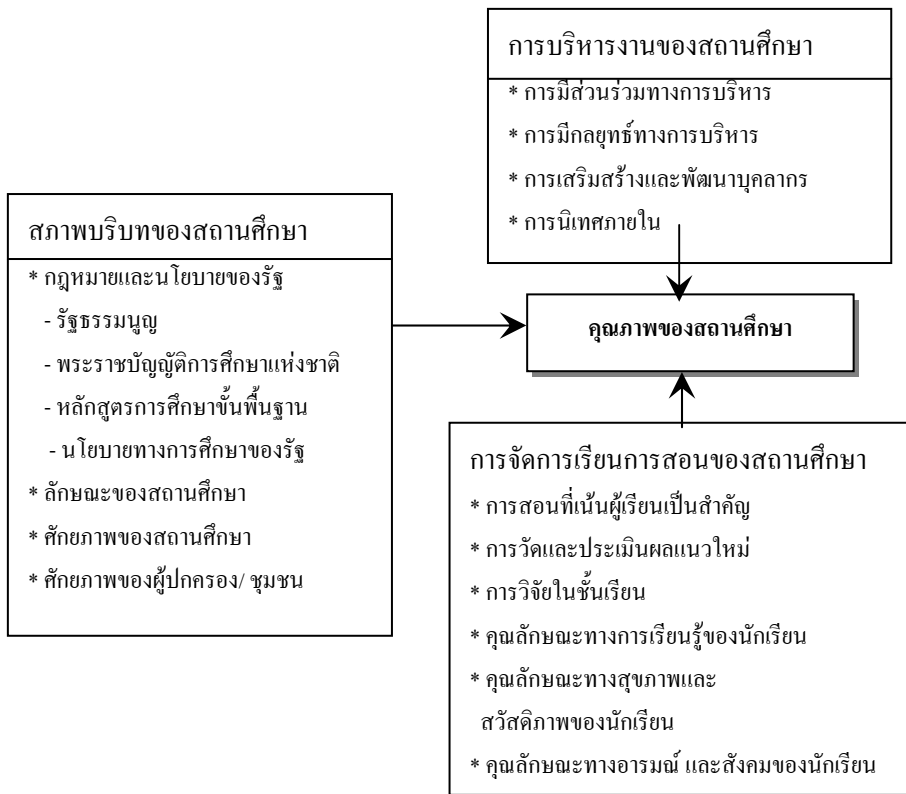 การบริหารงานของสถานศึกษา
* การมีส่วนร่วมทางการบริหาร
* การมีกลยุทธ์ทางการบริหาร
* การเสริมสร้างและพัฒนาบุคลากร
* การนิเทศภายใน
สภาพบริบทของสถานศึกษา
* กฎหมายและนโยบายของรัฐ
- รัฐธรรมนูญ
- พระราชบัญญัติการศึกษาแห่งชาติ
- หลักสูตรการศึกษาขั้นพื้นฐาน
- นโยบายทางการศึกษาของรัฐ
* ลักษณะของสถานศึกษา
* ศักยภาพของสถานศึกษา
* ศักยภาพของผู้ปกครอง/ ชุมชน
คุณภาพของสถานศึกษา
การจัดการเรียนการสอนของสถานศึกษา
* การสอนที่เน้นผู้เรียนเป็นสำคัญ
* การวัดและประเมินผลแนวใหม่
* การวิจัยในชั้นเรียน
* คุณลักษณะทางการเรียนรู้ของนักเรียน
* คุณลักษณะทางสุขภาพและ
สวัสดิภาพของนักเรียน
* คุณลักษณะทางอารมณ์ และสังคมของนักเรียน